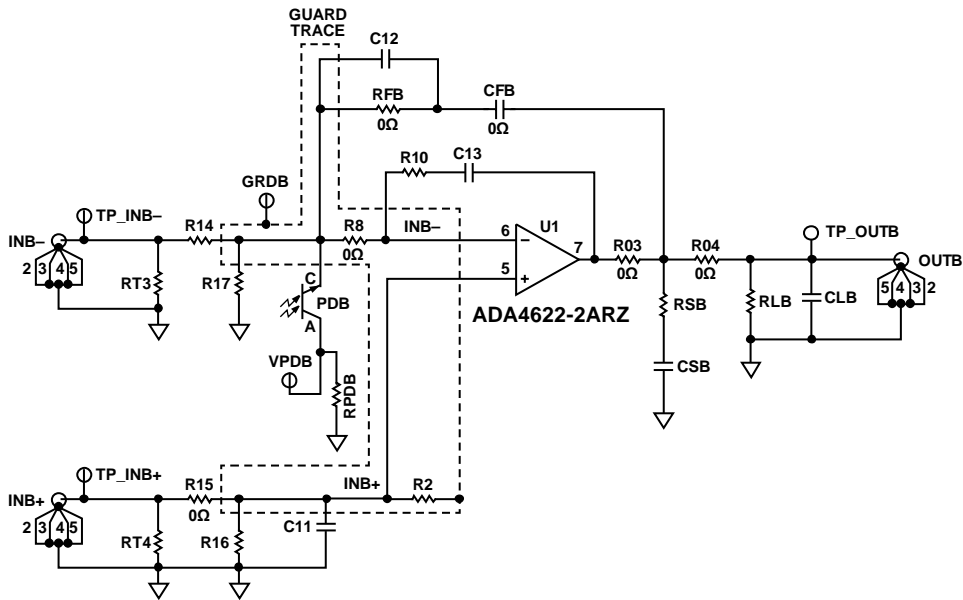 GUARD
TRACE
C12
RFB
0Ω
CFB
0Ω
R10
C13
GRDB
TP_INB–
INB–
2 3 4 5
R14
RT3
R17
R8
0Ω
INB–
6
–
5
+
U1
7
ADA4622-2ARZ
R03
0Ω
R04
0Ω
TP_OUTB
OUTB
5 4 3 2
RSB
CSB
RLB
CLB
C
PDB
A
VPDB
RPDB
TP_INB+
INB+
2 3 4 5
R15
0Ω
RT4
R16
C11
INB+
R2